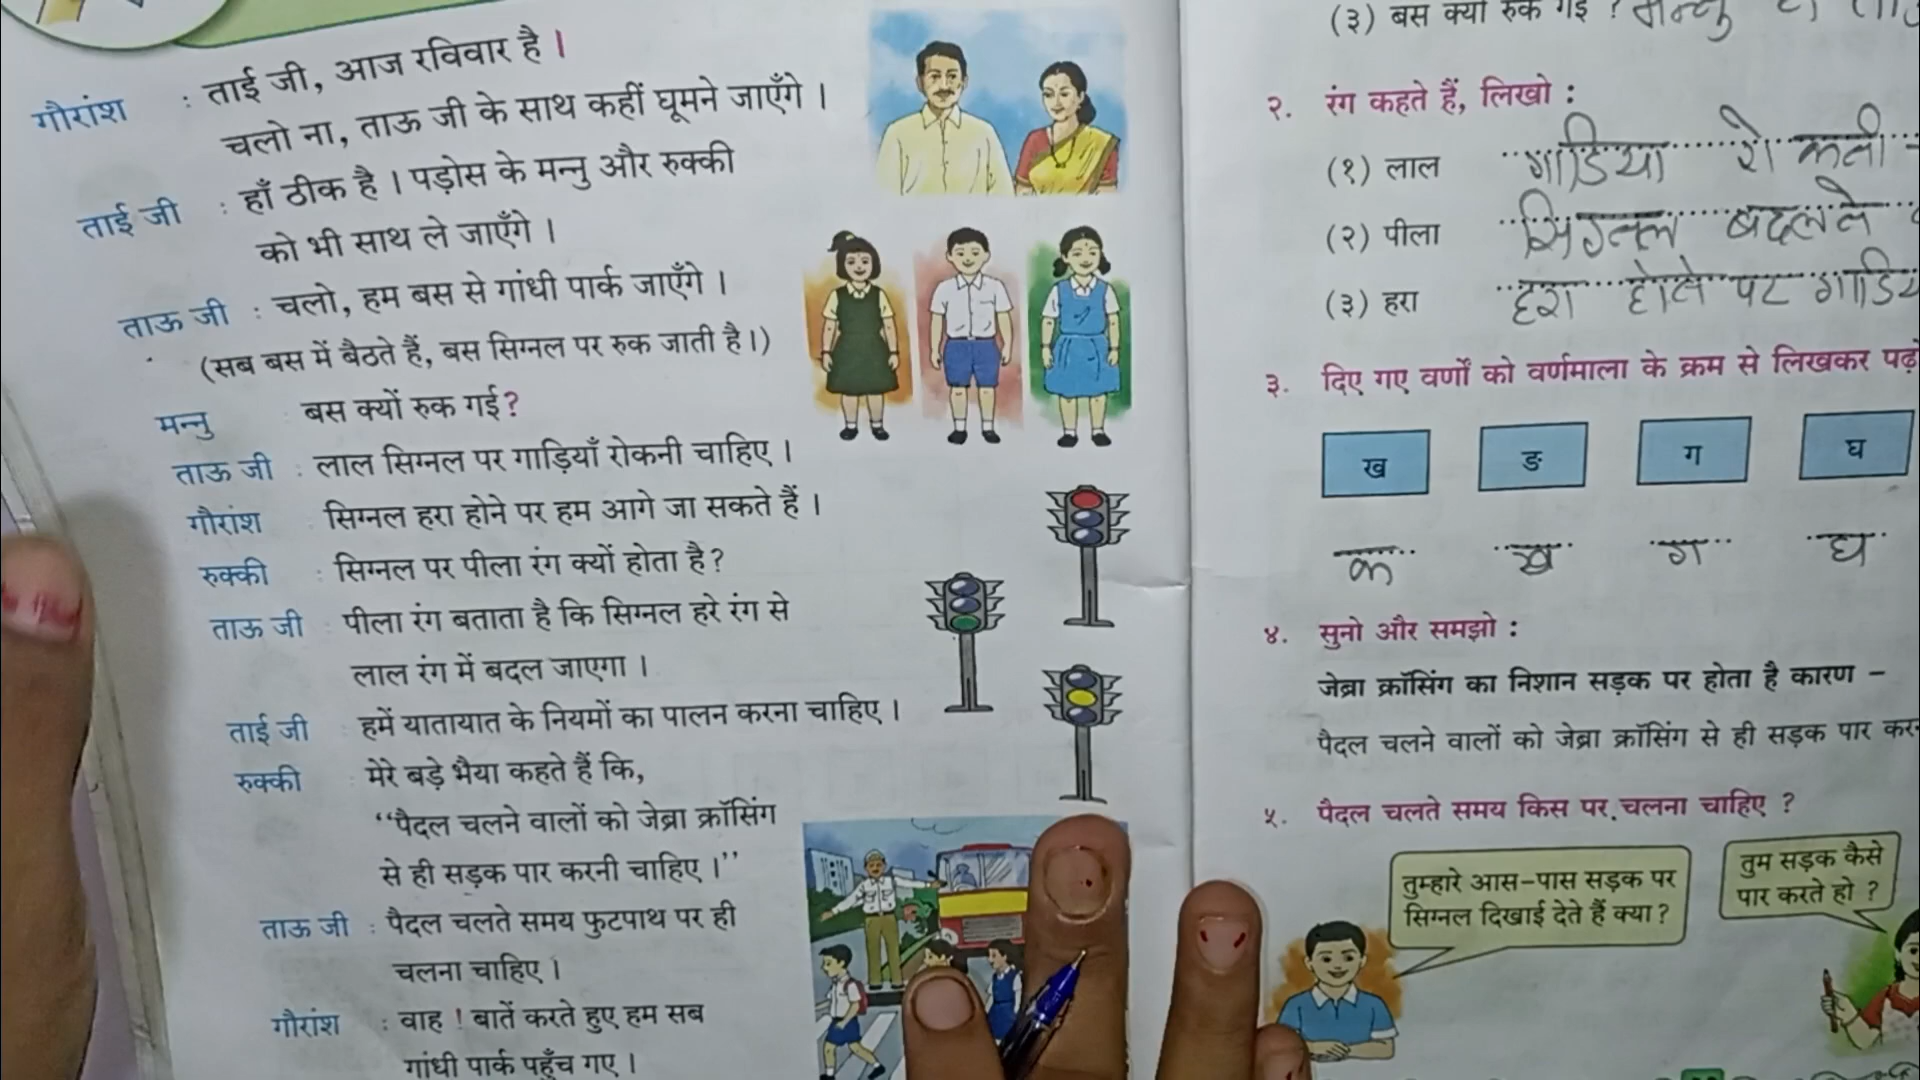 गौरांश : ताई जी, आज रविवार है ।
चलो ना, ताऊ जी के साथ कहीं घूमने जाएँगे ।
ताई जी : हाँ ठीक है । पड़ोस के मन्नु और रुक्की
को भी साथ ले जाएँगे ।
ताऊ जी : चलो, हम बस से गांधी पार्क जाएँगे ।
(सब बस में बैठते हैं, बस सिग्नल पर रुक जाती है।)
मन्नु बस क्यों रुक गई?
ताऊ जी : लाल सिग्नल पर गाड़ियाँ रोकनी चाहिए ।
गौरांश सिग्नल हरा होने पर हम आगे जा सकते हैं ।
रुक्की : सिग्नल पर पीला रंग क्यों होता है?
ताऊ जी पीला रंग बताता है कि सिग्नल हरे रंग से
लाल रंग में बदल जाएगा ।
ताई जी हमें यातायात के नियमों का पालन करना चाहिए ।
रुक्की मेरे बड़े भैया कहते हैं कि,
‘‘पैदल चलने वालों को जेब्रा क्रॉसिंग
से ही सड़क पार करनी चाहिए ।’’
ताऊ जी : पैदल चलते समय फुटपाथ पर ही
चलना चाहिए ।
गौरांश : वाह ! बातें करते हुए हम सब
गांधी पार्क पहुँच गए ।
(३) बस क्यों रुक गई ? मन्नु
२. रंग कहते हैं, लिखो :
(१) लाल गाडिया रोकती
(२) पीला सिग्नल बदलने
(३) हरा हरा होते पर
३. दिए गए वर्णों को वर्णमाला के क्रम से लिखकर
ख ङ ग घ
क ख ग घ
४. सुनो और समझो :
जेब्रा क्रॉसिंग का निशान सड़क पर होता है कारण –
पैदल चलने वालों को जेब्रा क्रॉसिंग से ही सड़क पार
५. पैदल चलते समय किस पर चलना चाहिए ?
तुम्हारे आस-पास सड़क पर
सिग्नल दिखाई देते हैं क्या ?
तुम सड़क कैसे
पार करते हो ?